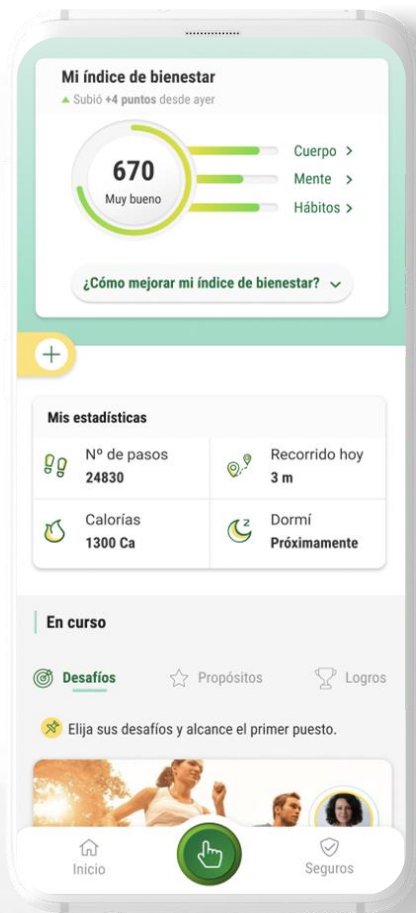 Mi índice de bienestar
Subió +4 puntos desde ayer
670
Muy bueno
Cuerpo
Mente
Hábitos
¿Cómo mejorar mi índice de bienestar?
Mis estadísticas
Nº de pasos
24830
Recorrido hoy
3 m
Calorías
1300 Ca
Dormí
Próximamente
En curso
Desafíos
Propósitos
Logros
Elija sus desafíos y alcance el primer puesto.
Inicio
Seguros